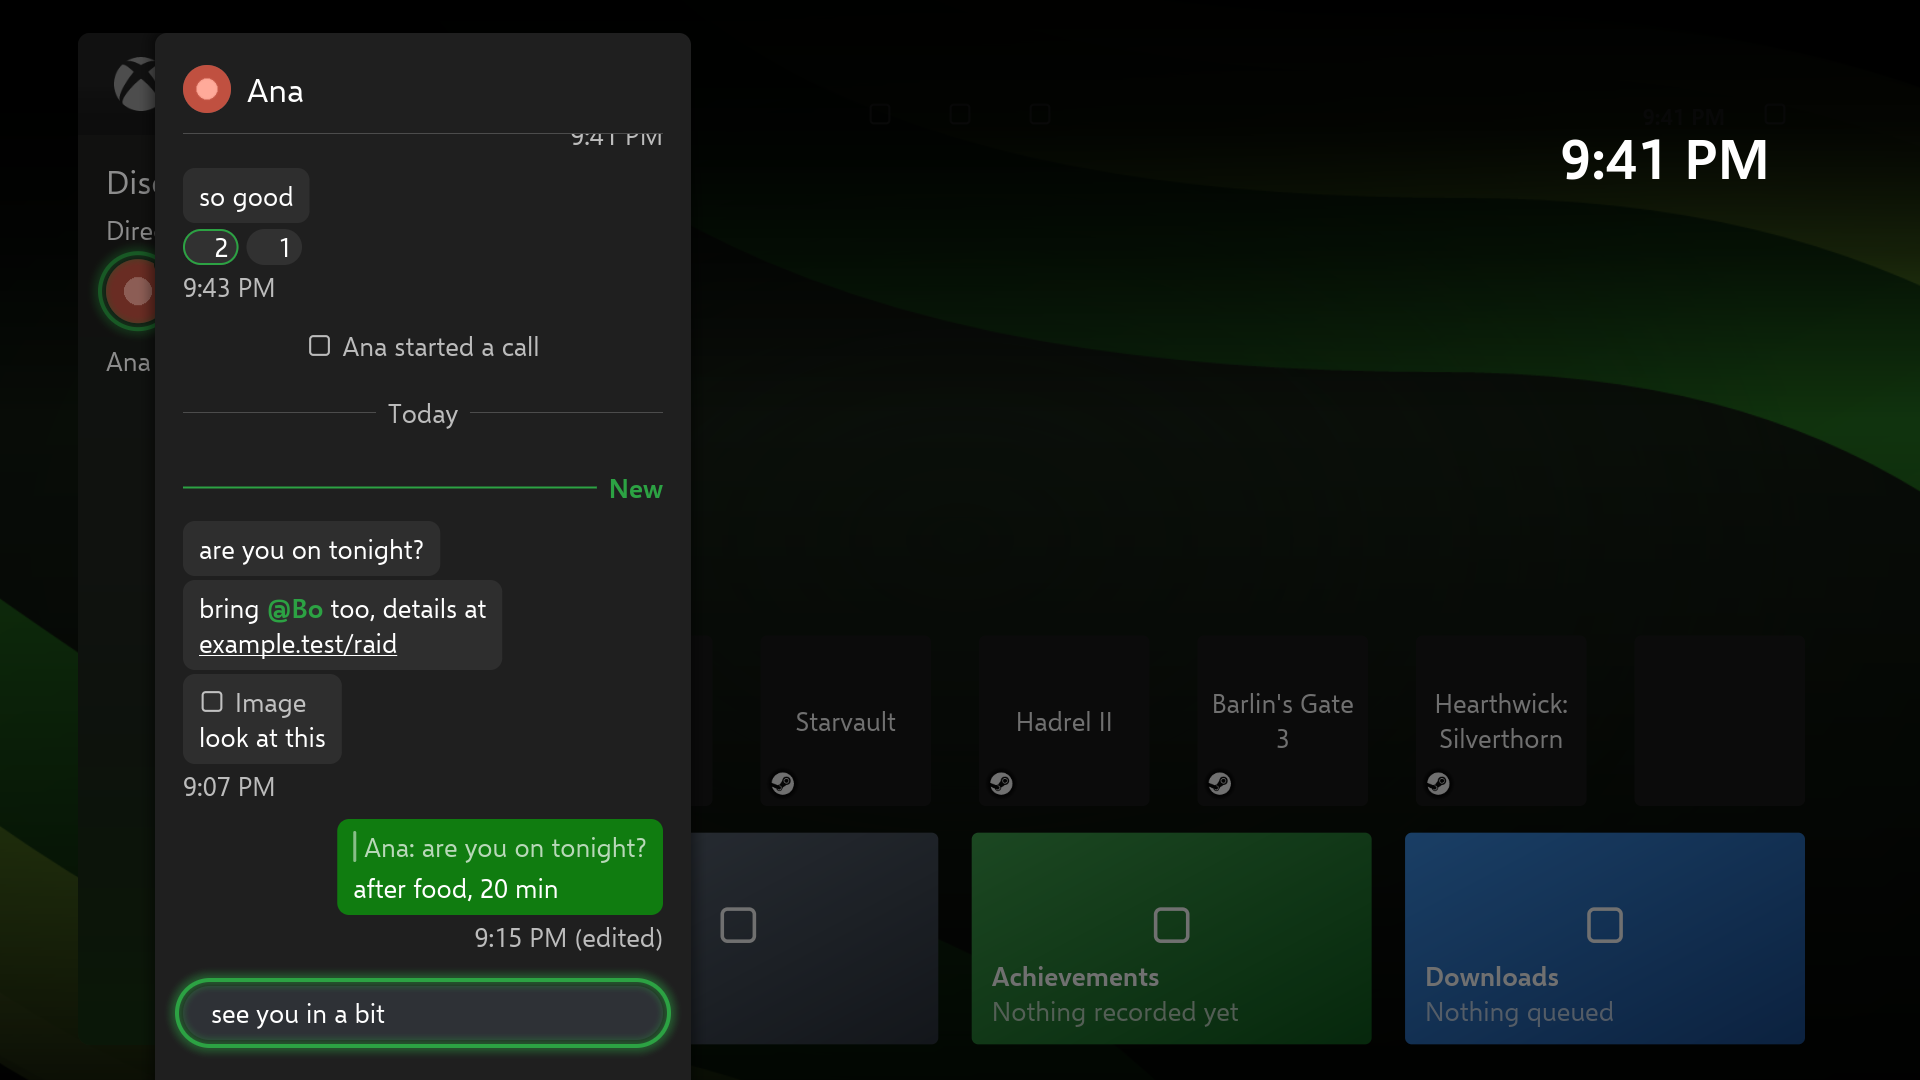 Ana
9:41 PM
9:41 PM
9:41 PM
so good
2 1
9:43 PM
Ana started a call
Today
New
are you on tonight?
bring @Bo too, details at
example.test/raid
Image
look at this
9:07 PM
Ana: are you on tonight?
after food, 20 min
9:15 PM (edited)
see you in a bit
Ana
Starvault
Hadrel II
Barlin's Gate
3
Hearthwick:
Silverthorn
Achievements
Nothing recorded yet
Downloads
Nothing queued